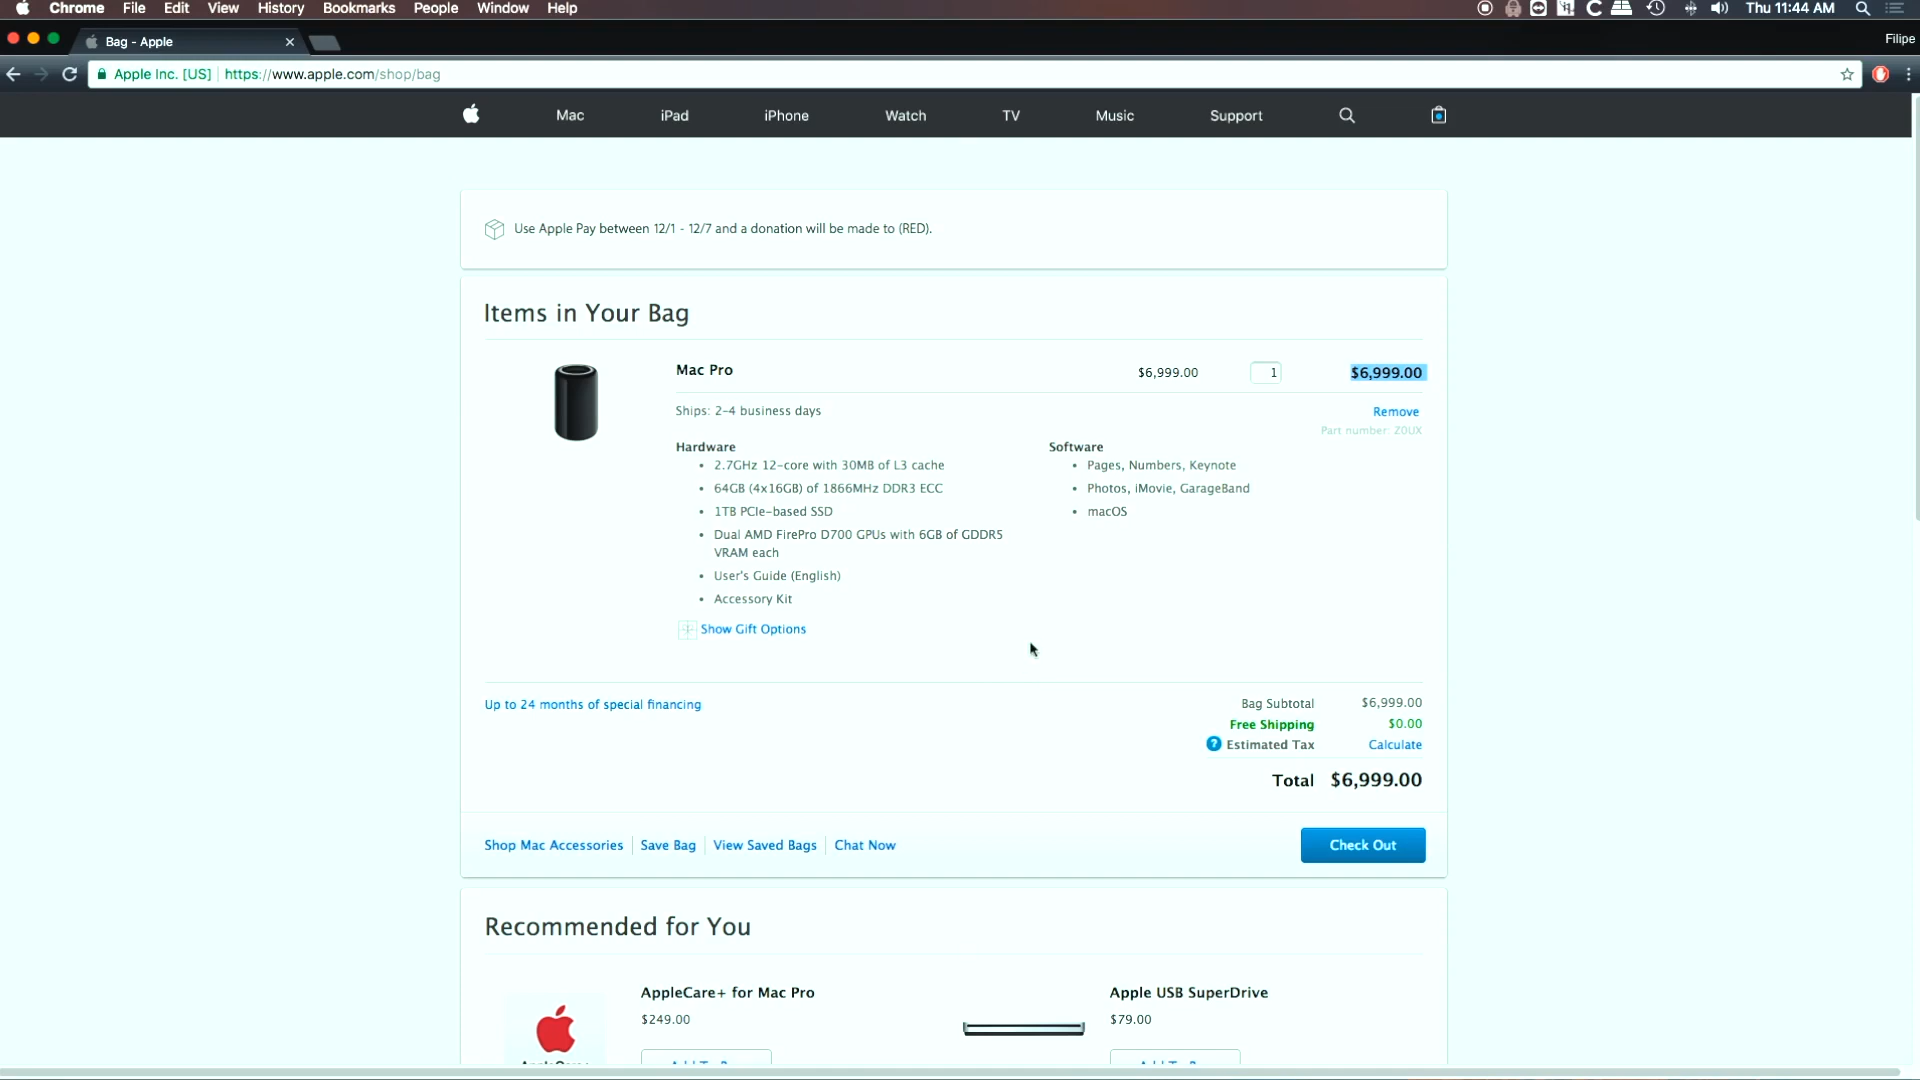 Chrome File Edit View History Bookmarks People Window Help
Thu 11:44 AM
Bag - Apple
Filipe
Apple Inc. [US] https://www.apple.com/shop/bag
Mac iPad iPhone Watch TV Music Support
Use Apple Pay between 12/1 - 12/7 and a donation will be made to (RED).
Items in Your Bag
Mac Pro $6,999.00 1 $6,999.00
Ships: 2-4 business days
Remove
Part number: Z0UX
Hardware
• 2.7GHz 12-core with 30MB of L3 cache
• 64GB (4x16GB) of 1866MHz DDR3 ECC
• 1TB PCIe-based SSD
• Dual AMD FirePro D700 GPUs with 6GB of GDDR5
VRAM each
• User's Guide (English)
• Accessory Kit
Software
• Pages, Numbers, Keynote
• Photos, iMovie, GarageBand
• macOS
Show Gift Options
Up to 24 months of special financing
Bag Subtotal $6,999.00
Free Shipping $0.00
? Estimated Tax Calculate
Total $6,999.00
Shop Mac Accessories Save Bag View Saved Bags Chat Now
Check Out
Recommended for You
AppleCare+ for Mac Pro
$249.00
Apple USB SuperDrive
$79.00